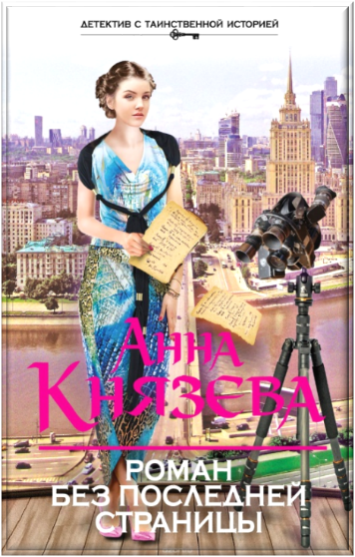 ДЕТЕКТИВ С ТАИНСТВЕННОЙ ИСТОРИЕЙ
АННА
КНЯЗЕВА
РОМАН
БЕЗ ПОСЛЕДНЕЙ
СТРАНИЦЫ